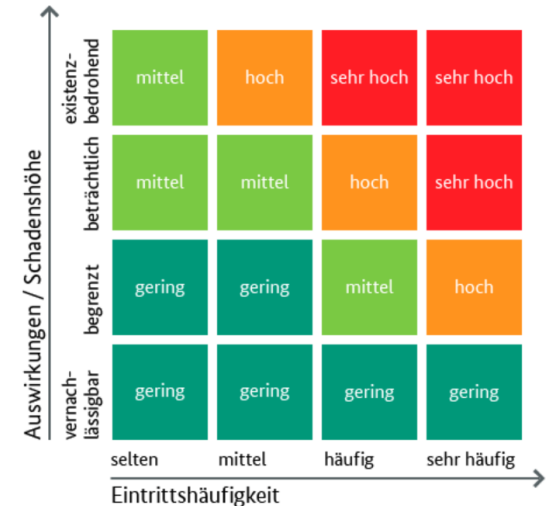 Auswirkungen / Schadenshöhe
existenz-
bedrohend
mittel
hoch
sehr hoch
sehr hoch
beträchtlich
mittel
mittel
hoch
sehr hoch
begrenzt
gering
gering
mittel
hoch
vernach-
lässigbar
gering
gering
gering
gering
selten
mittel
häufig
sehr häufig
Eintrittshäufigkeit